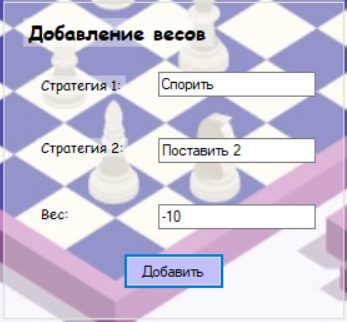 Добавление весов
Стратегия 1: Спорить
Стратегия 2: Поставить 2
Вес: -10
Добавить